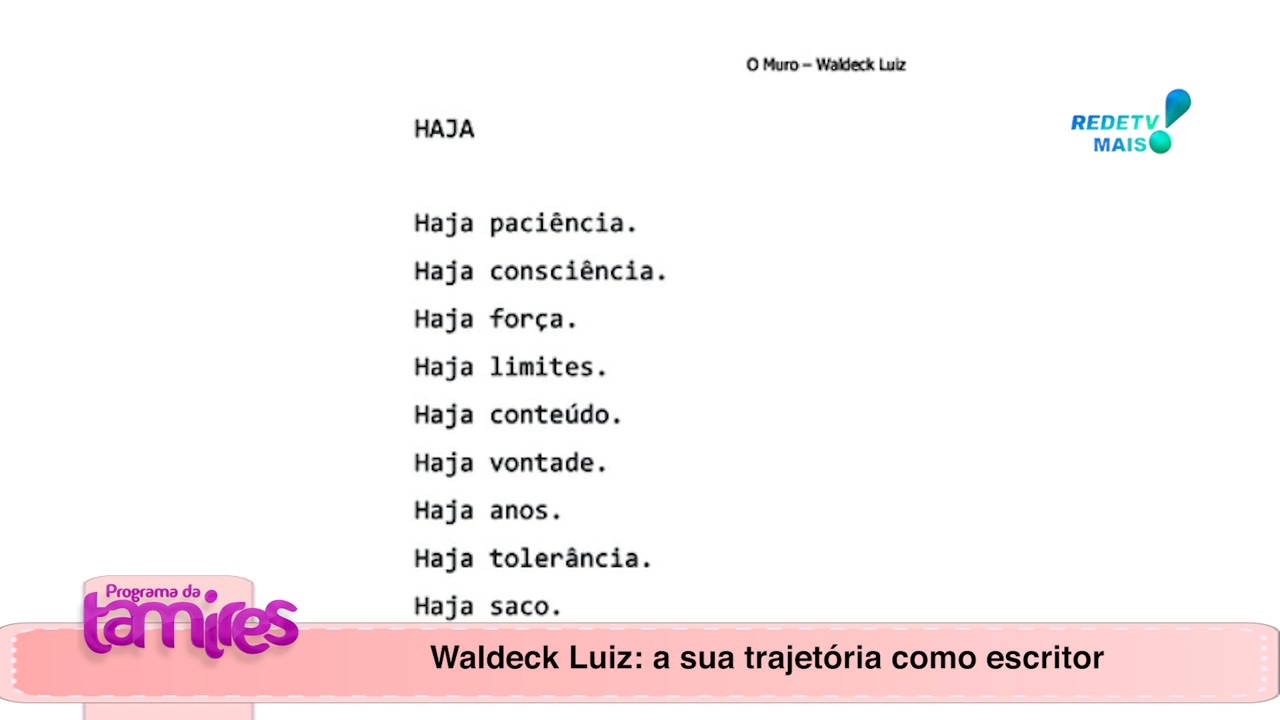 O Muro – Waldeck Luiz
REDETV
MAIS
HAJA
Haja paciência.
Haja consciência.
Haja força.
Haja limites.
Haja conteúdo.
Haja vontade.
Haja anos.
Haja tolerância.
Haja saco.
Programa da
tamires
Waldeck Luiz: a sua trajetória como escritor